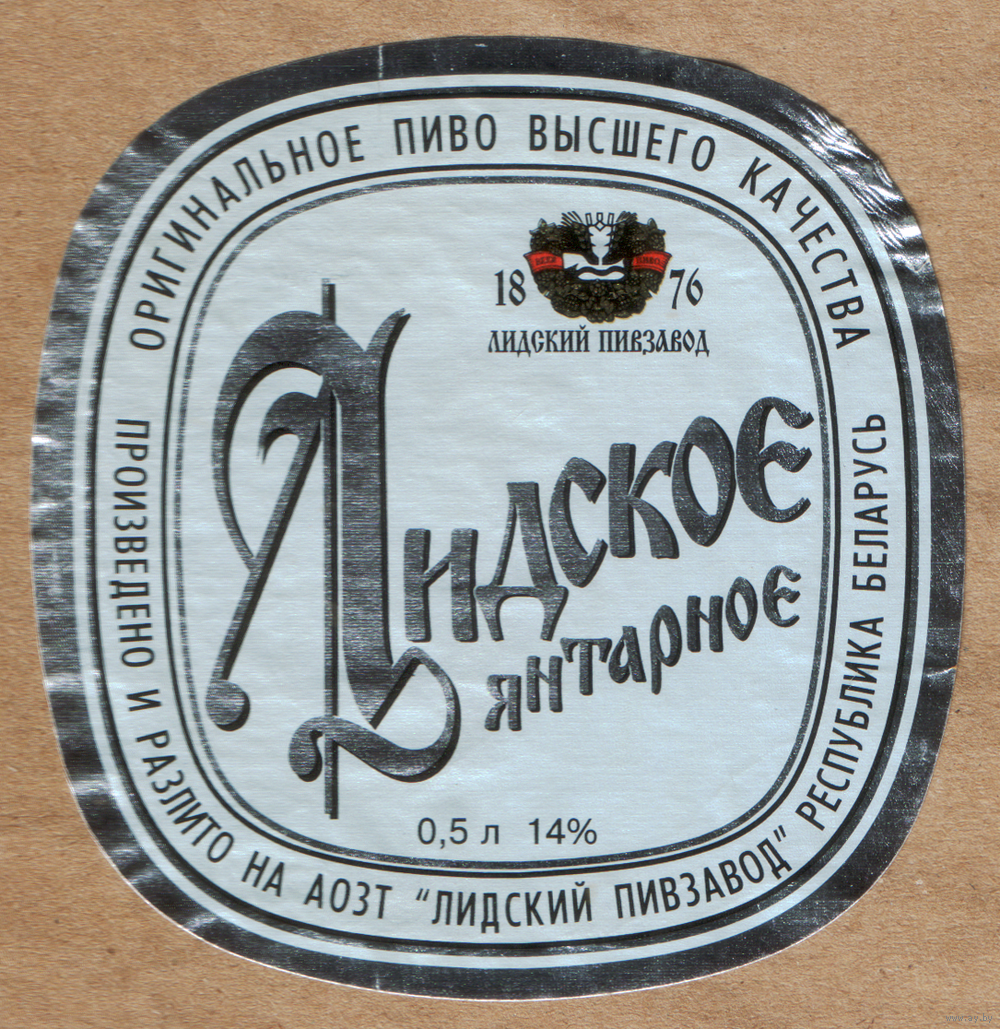 ОРИГИНАЛЬНОЕ ПИВО ВЫСШЕГО КАЧЕСТВА
18 76
ЛИДСКИЙ ПИВЗАВОД
Лидское
янтарное
0,5 л 14%
ПРОИЗВЕДЕНО И РАЗЛИТО НА АОЗТ "ЛИДСКИЙ ПИВЗАВОД" РЕСПУБЛИКА БЕЛАРУСЬ